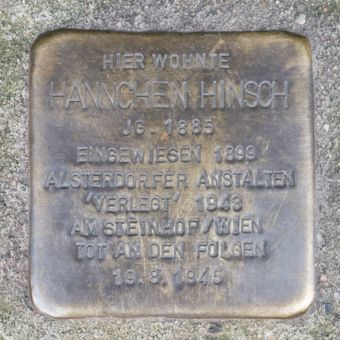 HIER WOHNTE
HANNCHEN HINSCH
JG. 1885
EINGEWIESEN 1899
ALSTERDORFER ANSTALTEN
'VERLEGT' 1943
AM STEINHOF/WIEN
TOT AN DEN FOLGEN
19.6.1945